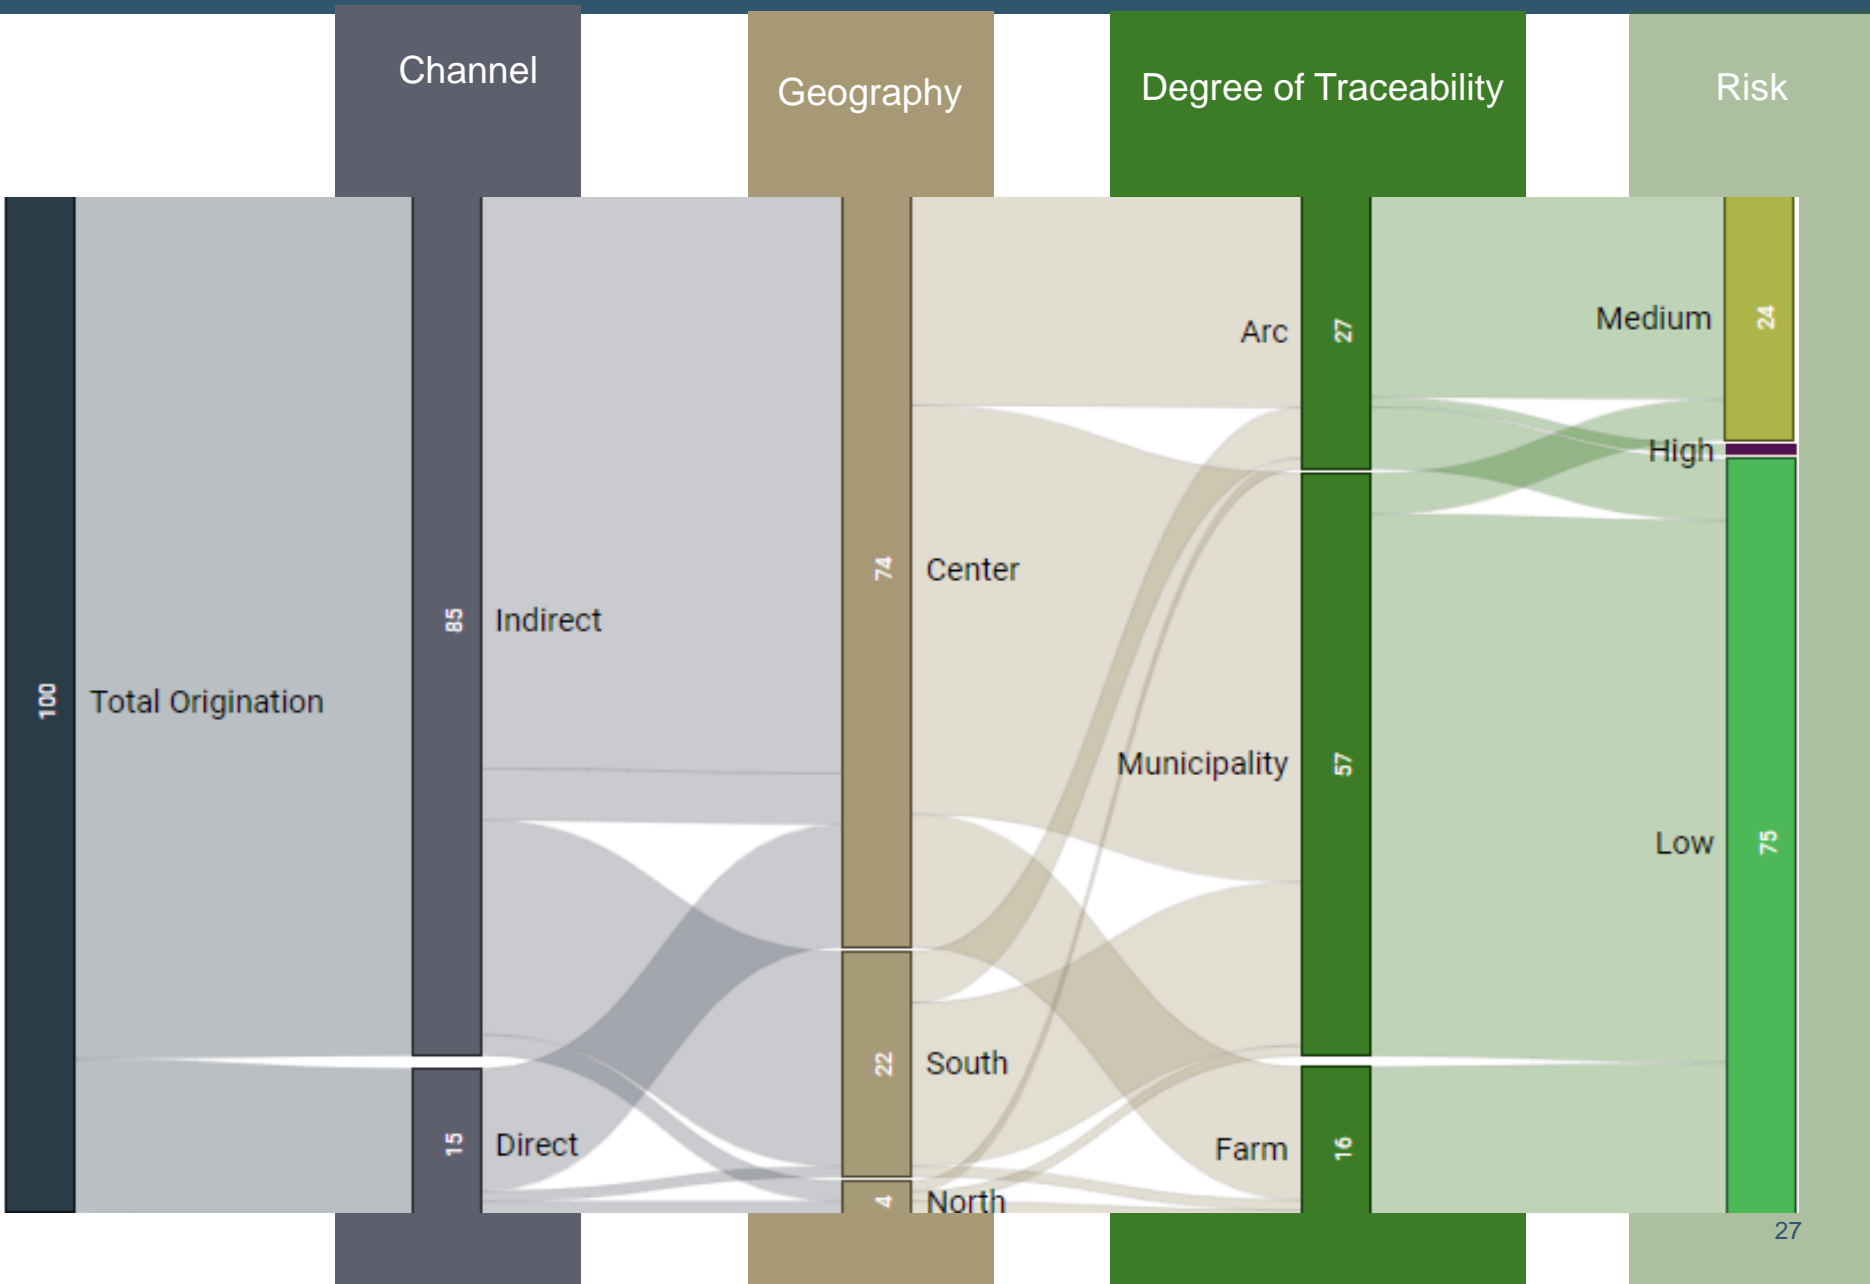 Channel
Geography
Degree of Traceability
Risk
100
Total Origination
85
Indirect
15
Direct
74
Center
22
South
4
North
Arc
27
Municipality
57
Farm
16
Medium
24
High
Low
75
27